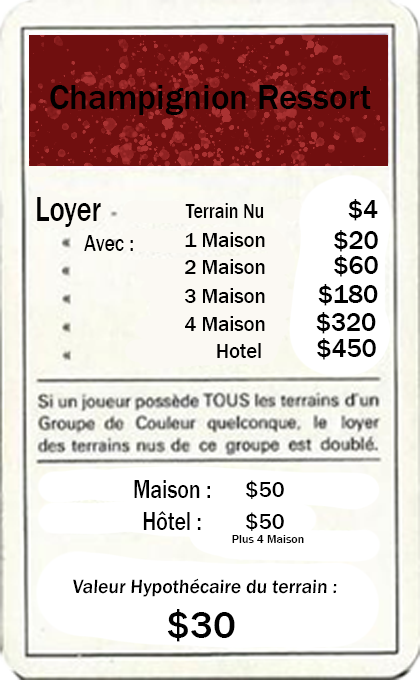 Champignion Ressort
Loyer - Terrain Nu $4
" Avec : 1 Maison $20
" 2 Maison $60
" 3 Maison $180
" 4 Maison $320
" Hotel $450
Si un joueur possède TOUS les terrains d'un
Groupe de Couleur quelconque, le loyer
des terrains nus de ce groupe est doublé.
Maison : $50
Hôtel : $50
Plus 4 Maison
Valeur Hypothécaire du terrain :
$30